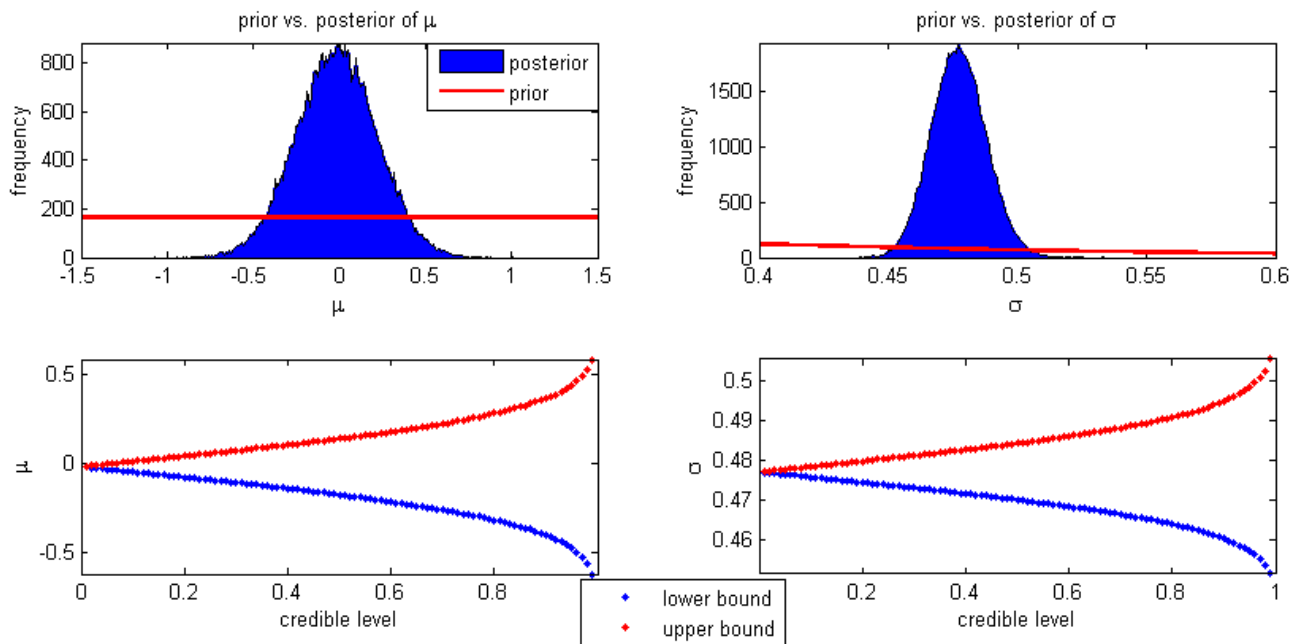 prior vs. posterior of μ
800
600
400
200
0
frequency
-1.5
-1
-0.5
0
0.5
1
1.5
μ
posterior
prior
prior vs. posterior of σ
1500
1000
500
0
frequency
0.4
0.45
0.5
0.55
0.6
σ
0.5
0
-0.5
μ
0
0.2
0.4
0.6
0.8
credible level
0.5
0.49
0.48
0.47
0.46
σ
0.2
0.4
0.6
0.8
1
credible level
lower bound
upper bound